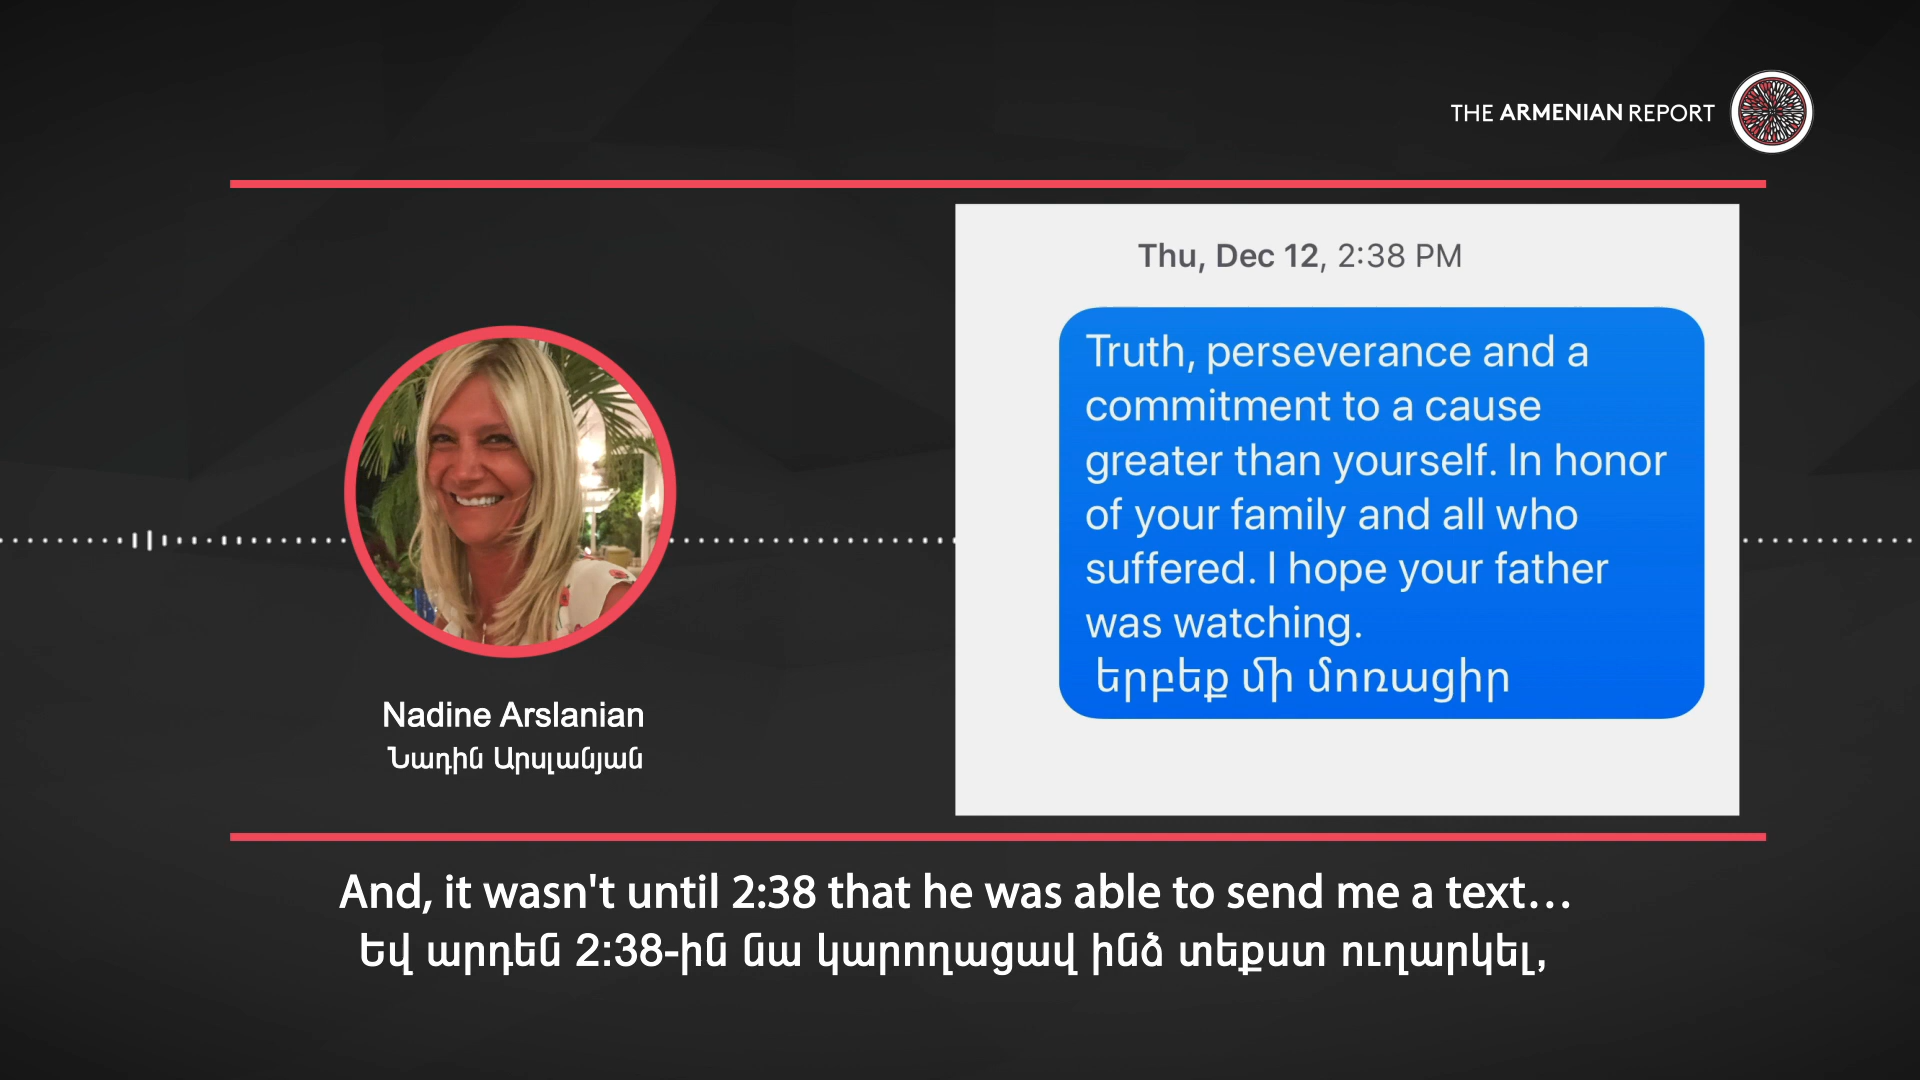 THE ARMENIAN REPORT
Thu, Dec 12, 2:38 PM
Truth, perseverance and a
commitment to a cause
greater than yourself. In honor
of your family and all who
suffered. I hope your father
was watching.
երբեք մի մոռացիր
Nadine Arslanian
Նադին Արսլանյան
And, it wasn't until 2:38 that he was able to send me a text…
Եվ արդեն 2:38-ին նա կարողացավ ինձ տեքստ ուղարկել,